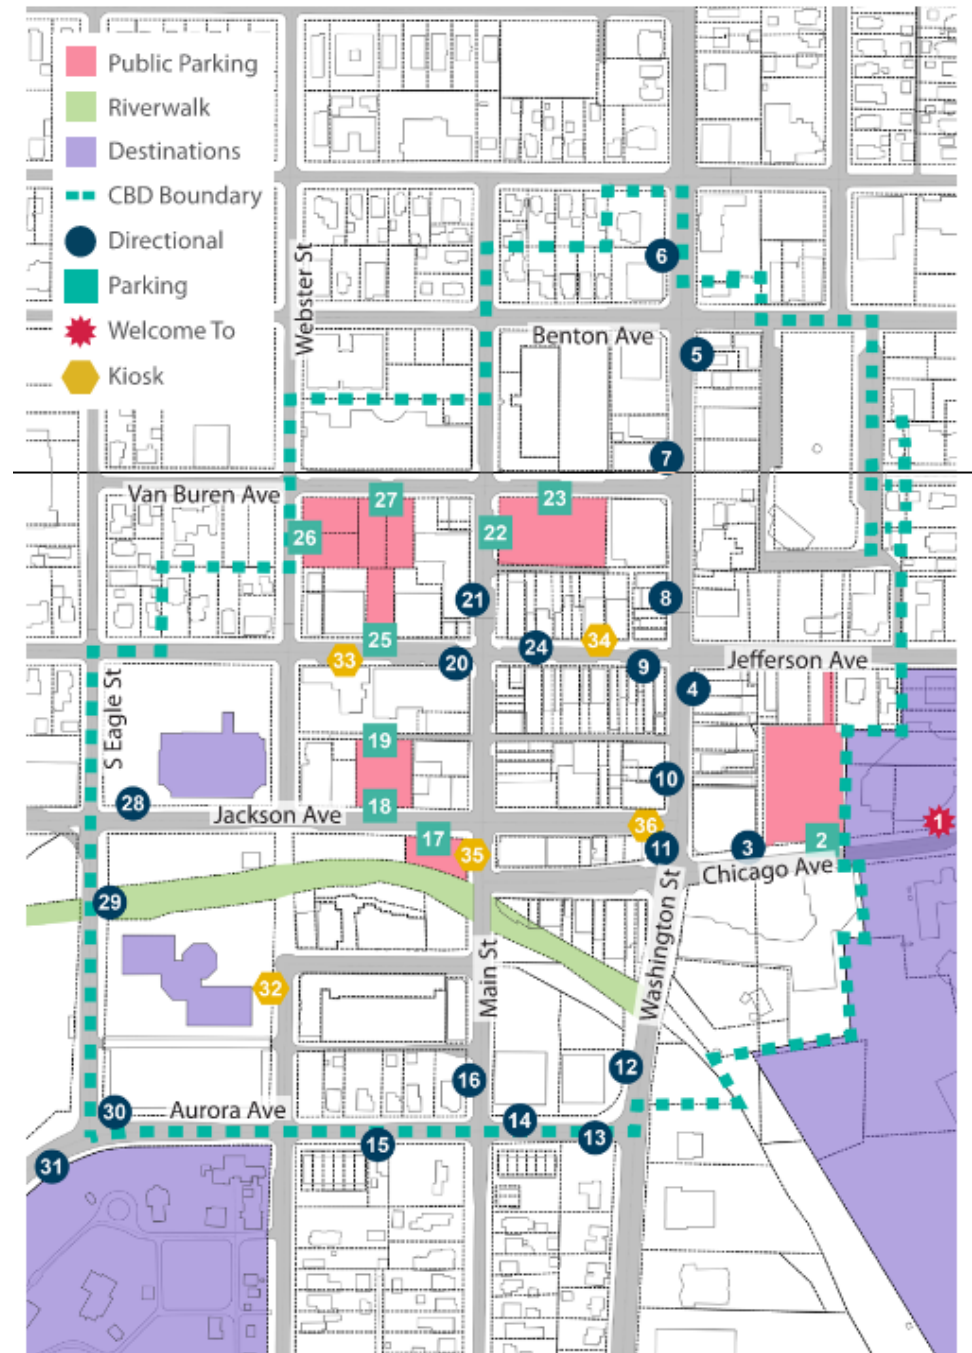 Public Parking
Riverwalk
Destinations
CBD Boundary
Directional
Parking
Welcome To
Kiosk
Webster St
6
Benton Ave
5
7
Van Buren Ave
27
23
26
22
21
8
25
34
24
33
20
9
Jefferson Ave
4
S Eagle St
19
10
28
18
Jackson Ave
36
1
17
35
11
3
2
Chicago Ave
29
Washington St
Main St
32
12
16
30
Aurora Ave
14
13
15
31